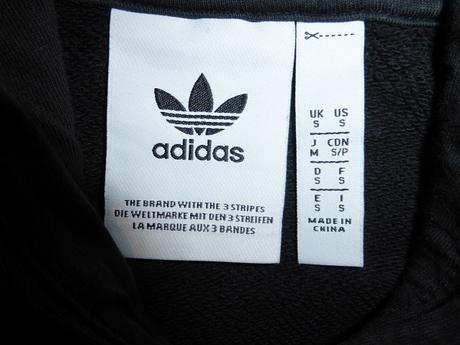 adidas
THE BRAND WITH THE 3 STRIPES
DIE WELTMARKE MIT DEN 3 STREIFEN
LA MARQUE AUX 3 BANDES
UK US
S S
J CDN
M S/P
D F
S S
E I
S S
MADE IN
CHINA